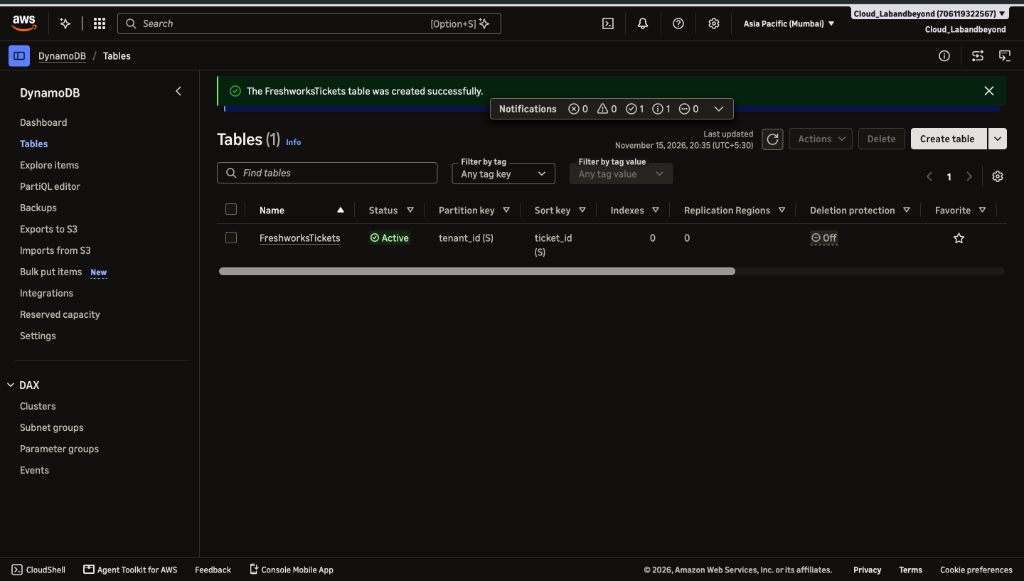 aws
Search [Option+S]
Asia Pacific (Mumbai) ▼
Cloud_Labandbeyond (706119322567) ▼
Cloud_Labandbeyond
DynamoDB / Tables
DynamoDB
Dashboard
Tables
Explore items
PartiQL editor
Backups
Exports to S3
Imports from S3
Bulk put items New
Integrations
Reserved capacity
Settings
DAX
Clusters
Subnet groups
Parameter groups
Events
The FreshworksTickets table was created successfully.
Notifications 0 0 1 1 0
Tables (1) Info
Last updated
November 15, 2026, 20:35 (UTC+5:30)
Actions
Delete
Create table
Find tables
Filter by tag
Any tag key
Filter by tag value
Any tag value
1
Name Status Partition key Sort key Indexes Replication Regions Deletion protection Favorite
FreshworksTickets Active tenant_id (S) ticket_id 0 0 Off
(S)
CloudShell Agent Toolkit for AWS Feedback Console Mobile App © 2026, Amazon Web Services, Inc. or its affiliates. Privacy Terms Cookie preferences